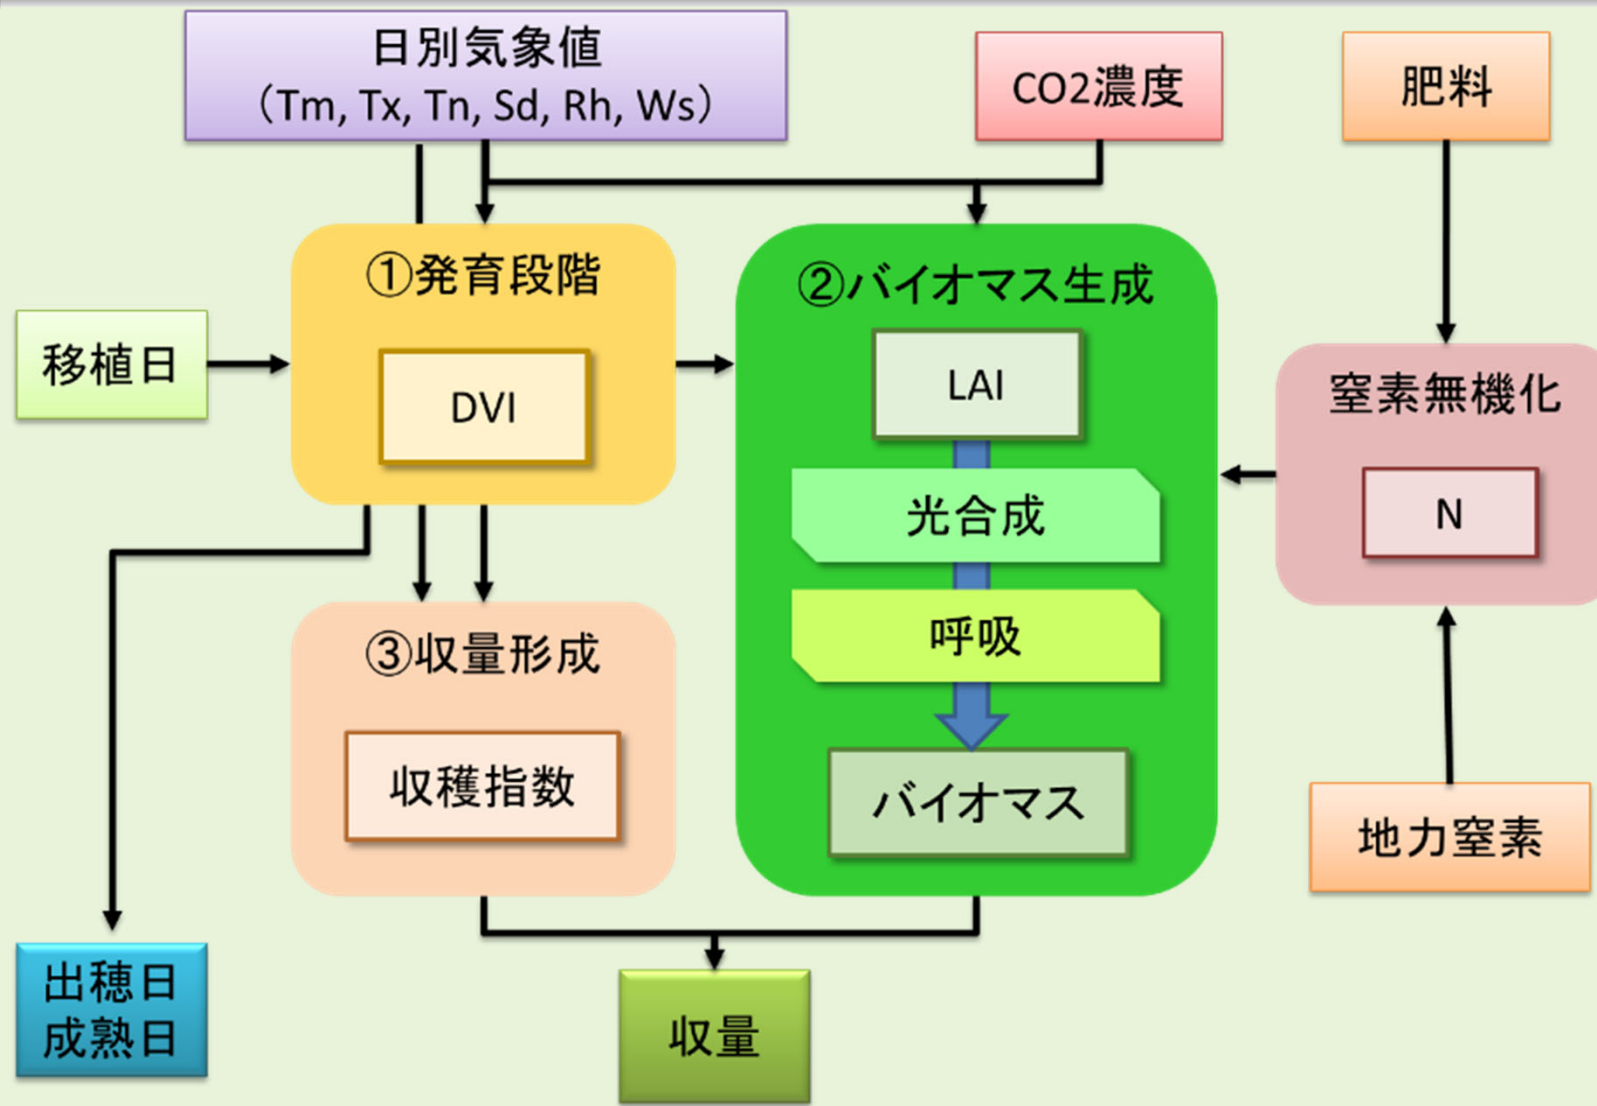 日別気象値
（Tm, Tx, Tn, Sd, Rh, Ws）
CO2濃度
肥料
①発育段階
DVI
移植日
②バイオマス生成
LAI
光合成
呼吸
バイオマス
窒素無機化
N
③収量形成
収穫指数
地力窒素
出穂日
成熟日
収量